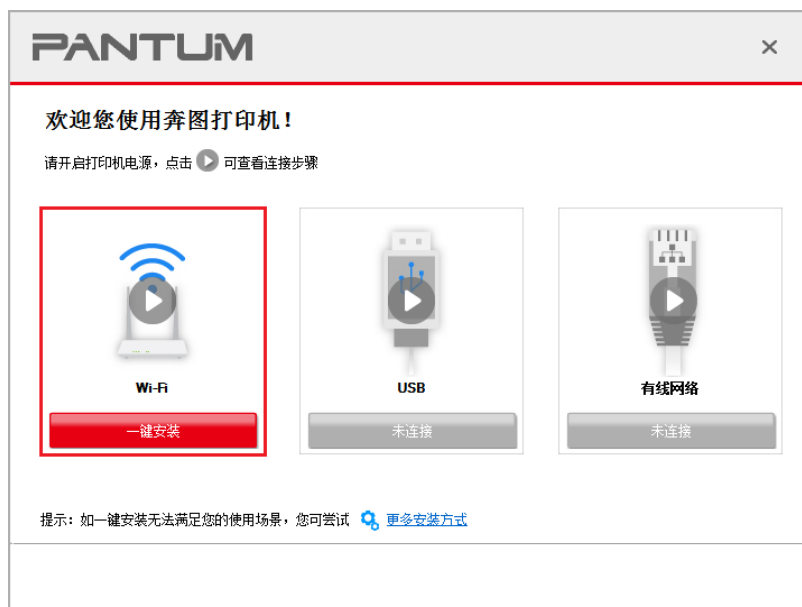 PANTUM
欢迎您使用奔图打印机！
请开启打印机电源，点击 可查看连接步骤
Wi-Fi
USB
有线网络
一键安装
未连接
未连接
提示：如一键安装无法满足您的使用场景，您可尝试 更多安装方式